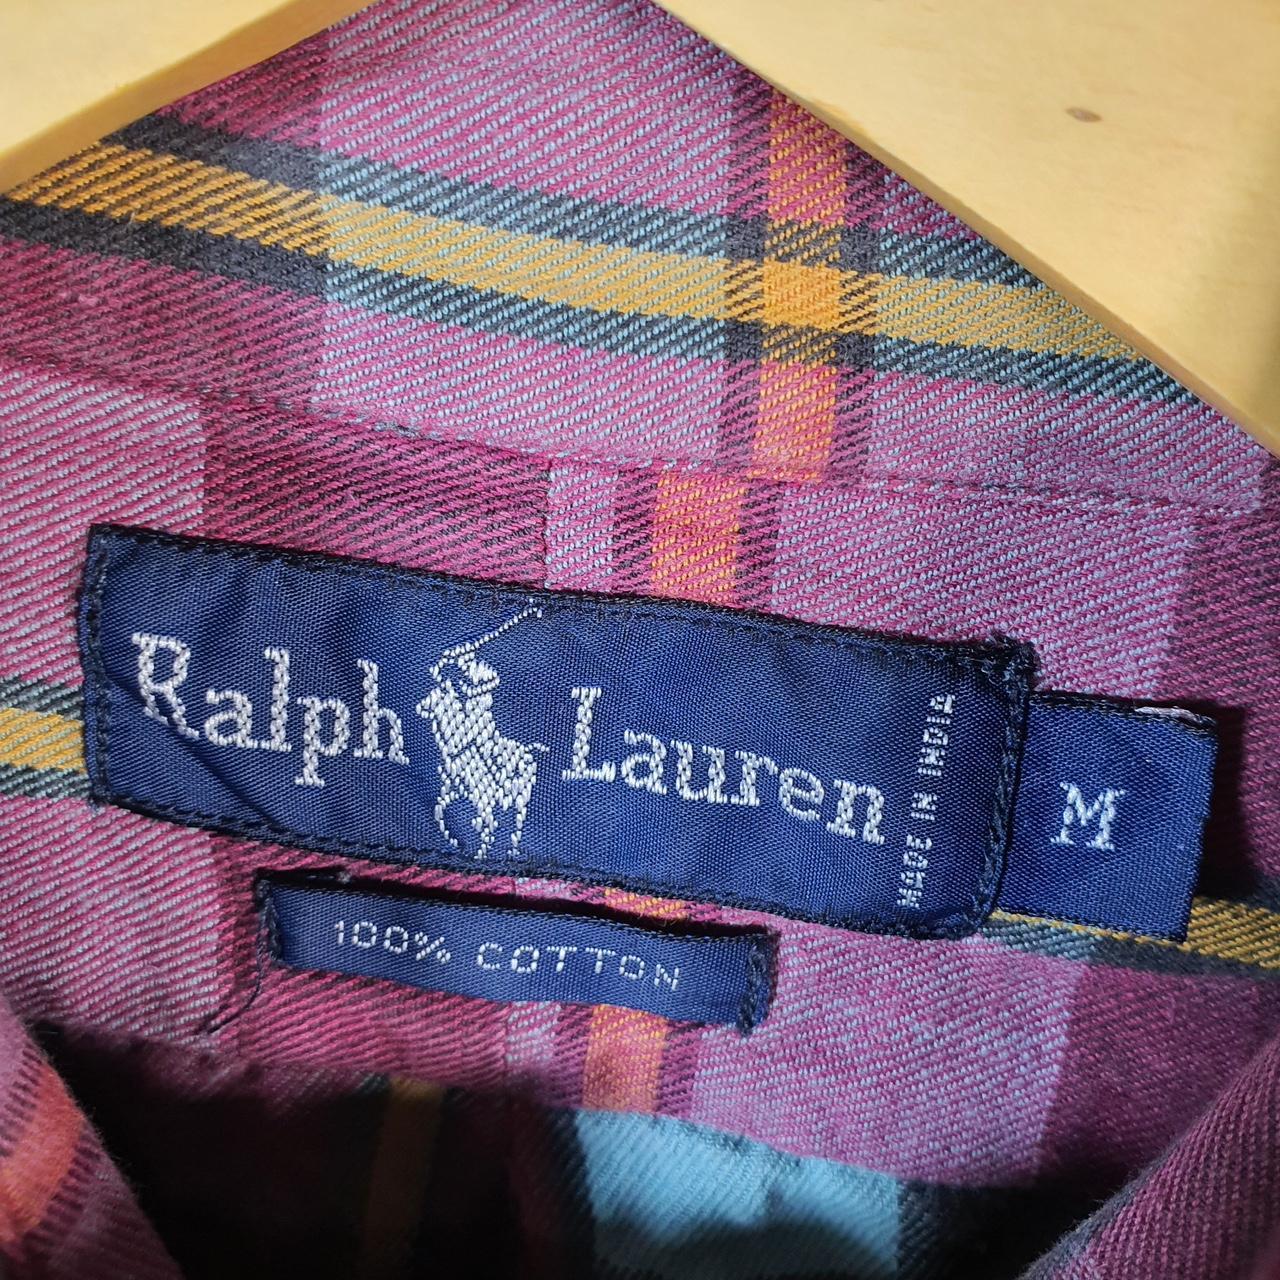 Ralph Lauren
MADE IN INDIA
M
100% COTTON